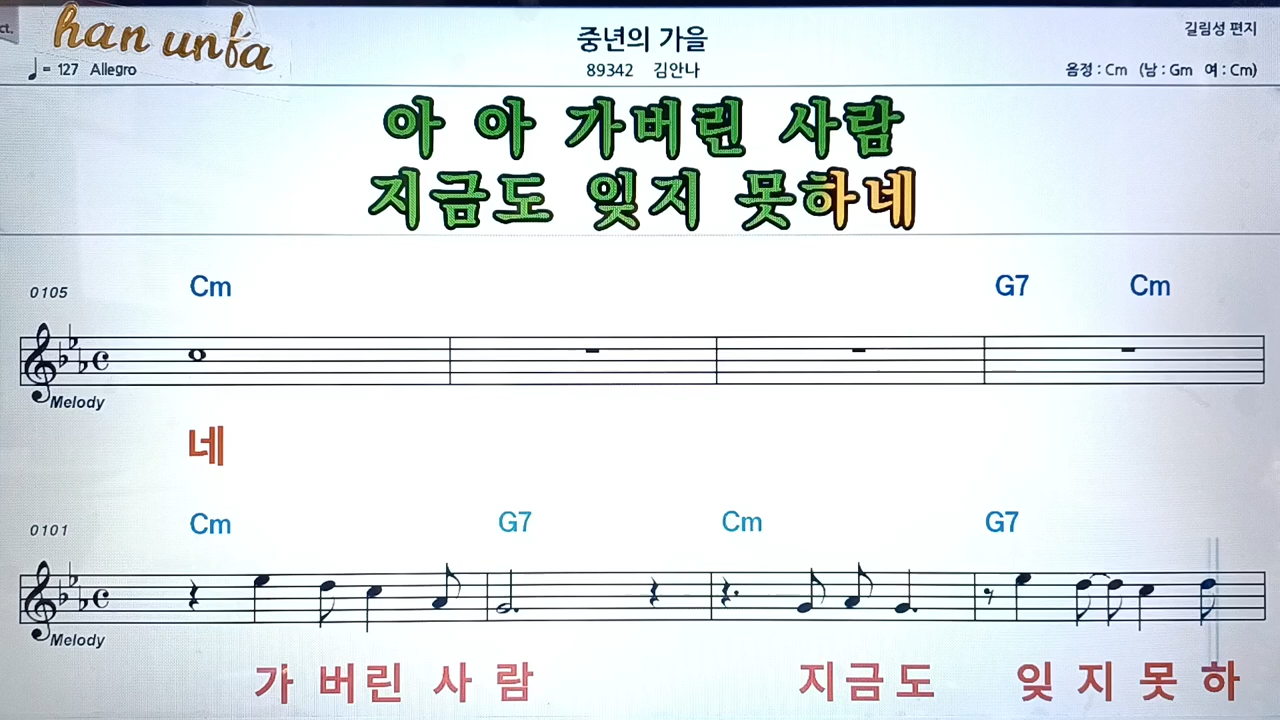 ct.
han unfa
중년의 가을
길림성 편지
♩= 127 Allegro
89342 김안나
음정 : Cm (남 : Gm 여 : Cm)
아 아 가버린 사람
지금도 잊지 못하네
0105 Cm G7 Cm
Melody
네
0101 Cm G7 Cm G7
Melody
가 버린 사 람 지금도 잊 지 못 하